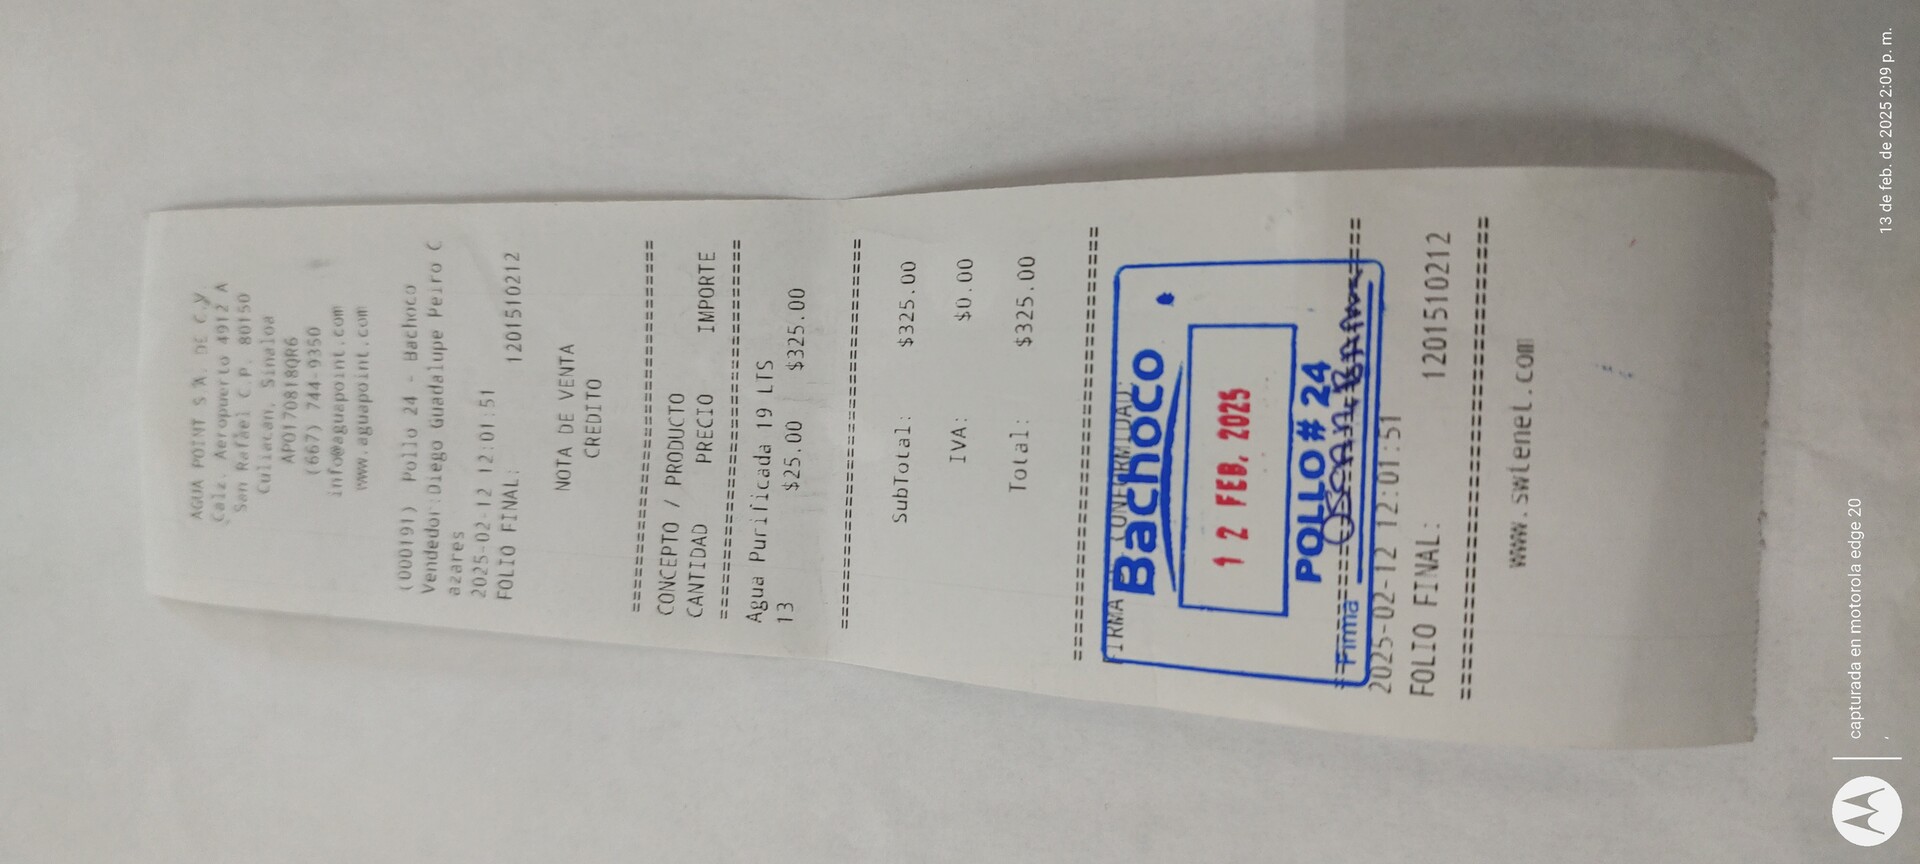 AGUA POINT S.A. DE C.V.
Calz. Aeropuerto 4912 A
San Rafael C.P. 80150
Culiacan, Sinaloa
APO170818QR6
(667) 744-9350
info@aguapoint.com
www.aguapoint.com
(000191) Pollo 24 - Bachoco
Vendedor:Diego Guadalupe Peiro C
azares
2025-02-12 12:01:51
FOLIO FINAL: 1201510212
NOTA DE VENTA
CREDITO
================================
CONCEPTO / PRODUCTO
CANTIDAD PRECIO IMPORTE
================================
Agua Purificada 19 LTS
13 $25.00 $325.00
================================
SubTotal: $325.00
IVA: $0.00
Total: $325.00
================================
FIRMA CONFORMIDAD:
Bachoco
12 FEB. 2025
POLLO # 24
Firma
================================
2025-02-12 12:01:51
FOLIO FINAL: 1201510212
================================
www.swtenet.com
capturada en motorola edge 20
13 de feb. de 2025 2:09 p. m.